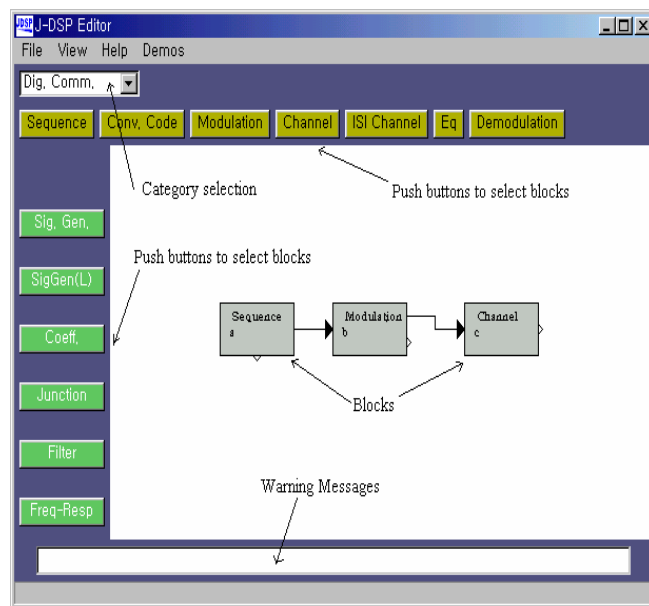 JDSP J-DSP Editor
File View Help Demos
Dig, Comm,
Sequence Conv, Code Modulation Channel ISI Channel Eq Demodulation
Category selection
Push buttons to select blocks
Sig, Gen,
Push buttons to select blocks
SigGen(L)
Sequence
a
Modulation
b
Channel
c
Coeff,
Junction
Blocks
Filter
Warning Messages
Freq-Resp